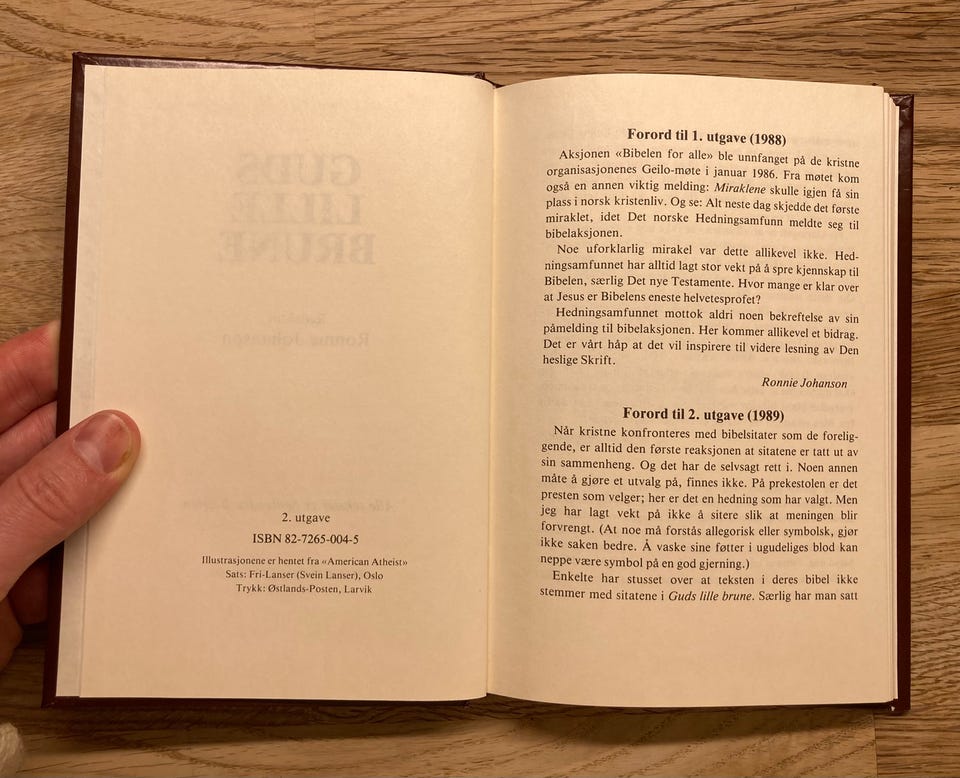 GUDS
LILLE
BRUNE
Ronnie Johanson
2. utgave
ISBN 82-7265-004-5
Illustrasjonene er hentet fra «American Atheist»
Sats: Fri-Lanser (Svein Lanser), Oslo
Trykk: Østlands-Posten, Larvik
Forord til 1. utgave (1988)
Aksjonen «Bibelen for alle» ble unnfanget på de kristne
organisasjonenes Geilo-møte i januar 1986. Fra møtet kom
også en annen viktig melding: Miraklene skulle igjen få sin
plass i norsk kristenliv. Og se: Alt neste dag skjedde det første
miraklet, idet Det norske Hedningsamfunn meldte seg til
bibelaksjonen.
Noe uforklarlig mirakel var dette allikevel ikke. Hed-
ningsamfunnet har alltid lagt stor vekt på å spre kjennskap til
Bibelen, særlig Det nye Testamente. Hvor mange er klar over
at Jesus er Bibelens eneste helvetesprofet?
Hedningsamfunnet mottok aldri noen bekreftelse av sin
påmelding til bibelaksjonen. Her kommer allikevel et bidrag.
Det er vårt håp at det vil inspirere til videre lesning av Den
heslige Skrift.
Ronnie Johanson
Forord til 2. utgave (1989)
Når kristne konfronteres med bibelsitater som de forelig-
gende, er alltid den første reaksjonen at sitatene er tatt ut av
sin sammenheng. Og det har de selvsagt rett i. Noen annen
måte å gjøre et utvalg på, finnes ikke. På prekestolen er det
presten som velger; her er det en hedning som har valgt. Men
jeg har lagt vekt på ikke å sitere slik at meningen blir
forvrengt. (At noe må forstås allegorisk eller symbolsk, gjør
ikke saken bedre. Å vaske sine føtter i ugudeliges blod kan
neppe være symbol på en god gjerning.)
Enkelte har stusset over at teksten i deres bibel ikke
stemmer med sitatene i Guds lille brune. Særlig har man satt